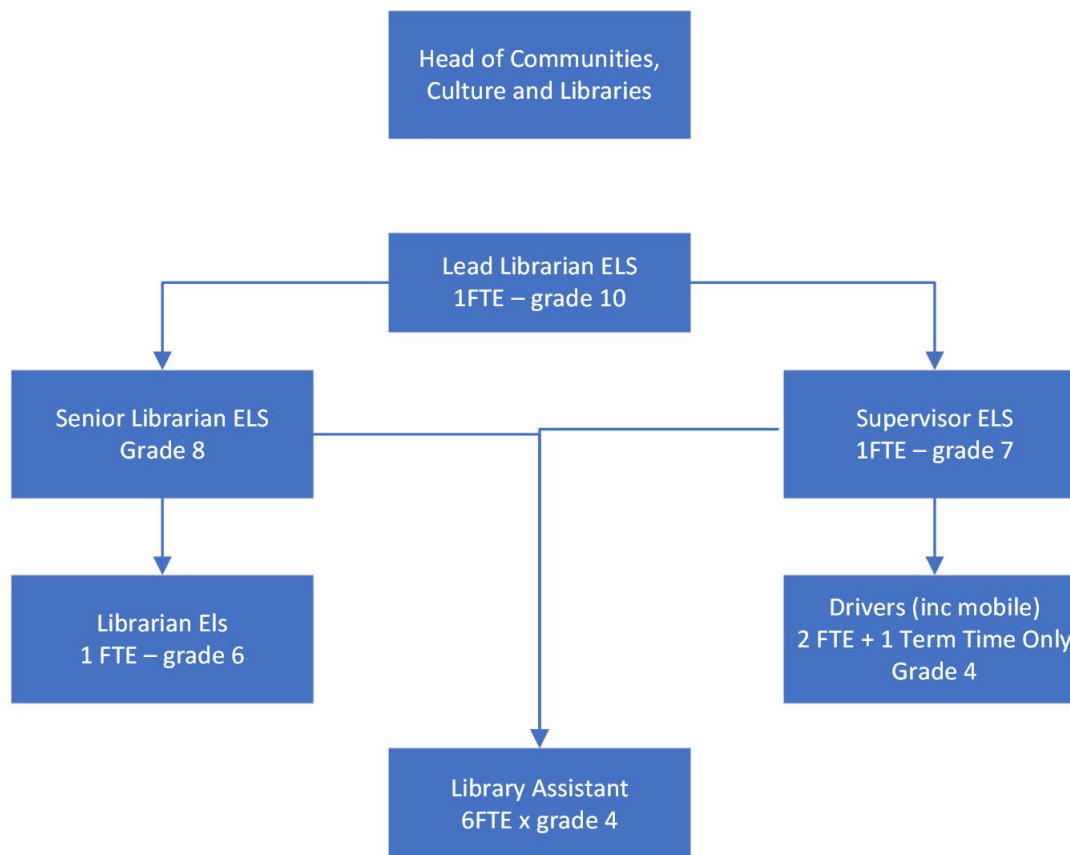 Head of Communities,
Culture and Libraries
Lead Librarian ELS
1FTE – grade 10
Senior Librarian ELS
Grade 8
Supervisor ELS
1FTE – grade 7
Librarian Els
1 FTE – grade 6
Drivers (inc mobile)
2 FTE + 1 Term Time Only
Grade 4
Library Assistant
6FTE x grade 4